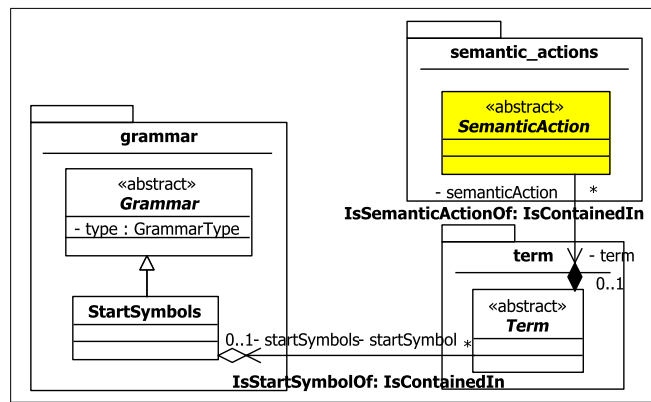 semantic_actions
«abstract»
SemanticAction
grammar
«abstract»
Grammar
- type : GrammarType
- semanticAction *
IsSemanticActionOf: IsContainedIn
term
- term
0..1
StartSymbols
«abstract»
Term
0..1 - startSymbols - startSymbol *
IsStartSymbolOf: IsContainedIn